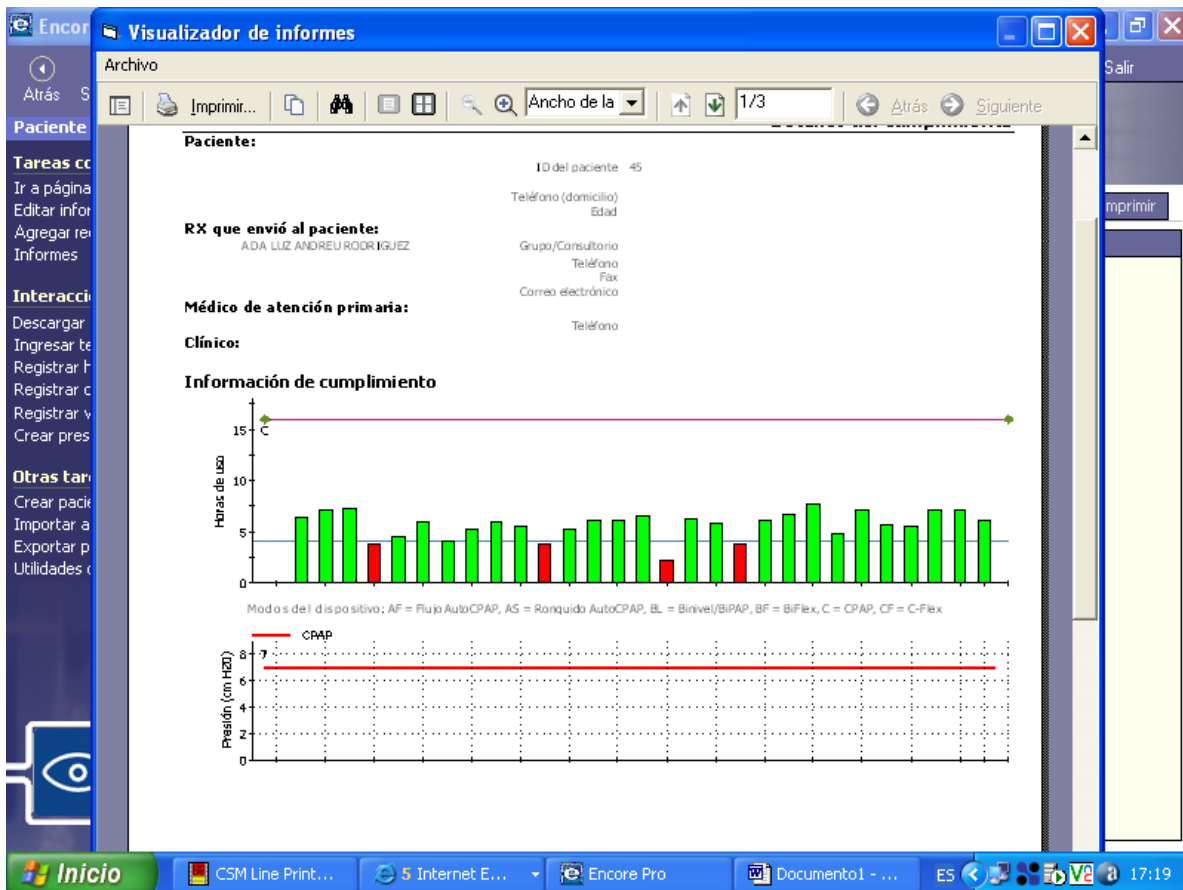 Encor
Visualizador de informes
Archivo
Salir
Atrás S
Imprimir...
Ancho de la
1/3
Atrás
Siguiente
Paciente
Tareas co
Ir a página
Editar infor
Agregar re
Informes
Interacci
Descargar
Ingresar te
Registrar h
Registrar c
Registrar v
Crear pres
Otras tar
Crear pacie
Importar a
Exportar p
Utilidades
mprimir
Paciente:
ID del paciente 45
Teléfono (domicilio)
Edad
RX que envió al paciente:
ADA LUZ ANDREU RODRIGUEZ Grupo/Consultorio
Teléfono
Fax
Correo electrónico
Médico de atención primaria:
Teléfono
Clínico:
Información de cumplimiento
Horas de uso
15
C
10
5
0
Modos del dispositivo: AF = Flujo AutoCPAP, AS = Ronquido AutoCPAP, BL = Binivel/BiPAP, BF = BiFlex, C = CPAP, CF = C-Flex
CPAP
Presión (cm H2O)
8
7
6
4
2
0
Inicio
CSM Line Print...
5 Internet E...
Encore Pro
Documento1 - ...
ES
V2
17:19